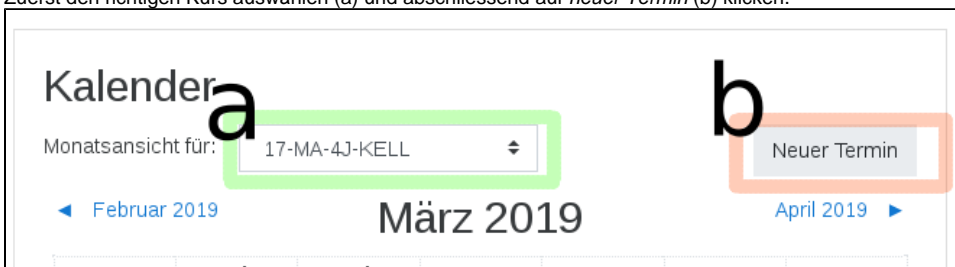 Zuerst den richtigen Kurs auswählen (a) und abschliessend auf neuer Termin (b) klicken.
Kalender
a
b
Monatsansicht für:
17-MA-4J-KELL
Neuer Termin
◄ Februar 2019
März 2019
April 2019 ►